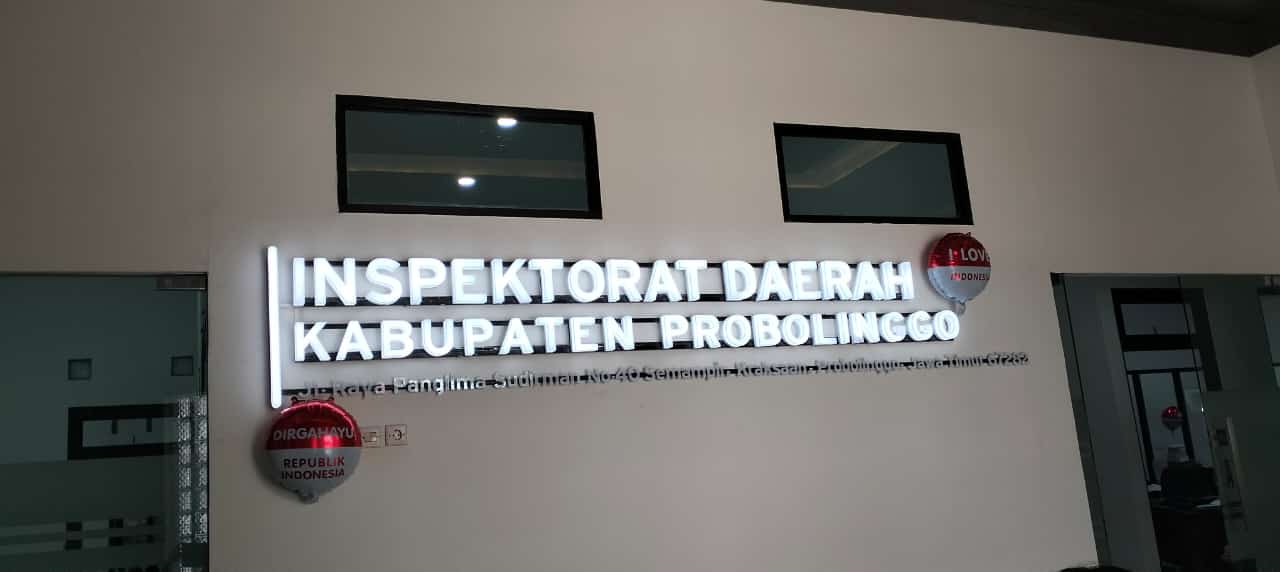 INSPEKTORAT DAERAH
KABUPATEN PROBOLINGGO
Jl. Raya Panglima Sudirman No.40 Semampir- Kraksaan- Probolinggo- Jawa Timur 67282
I LOVE
INDONESIA
DIRGAHAYU
REPUBLIK
INDONESIA